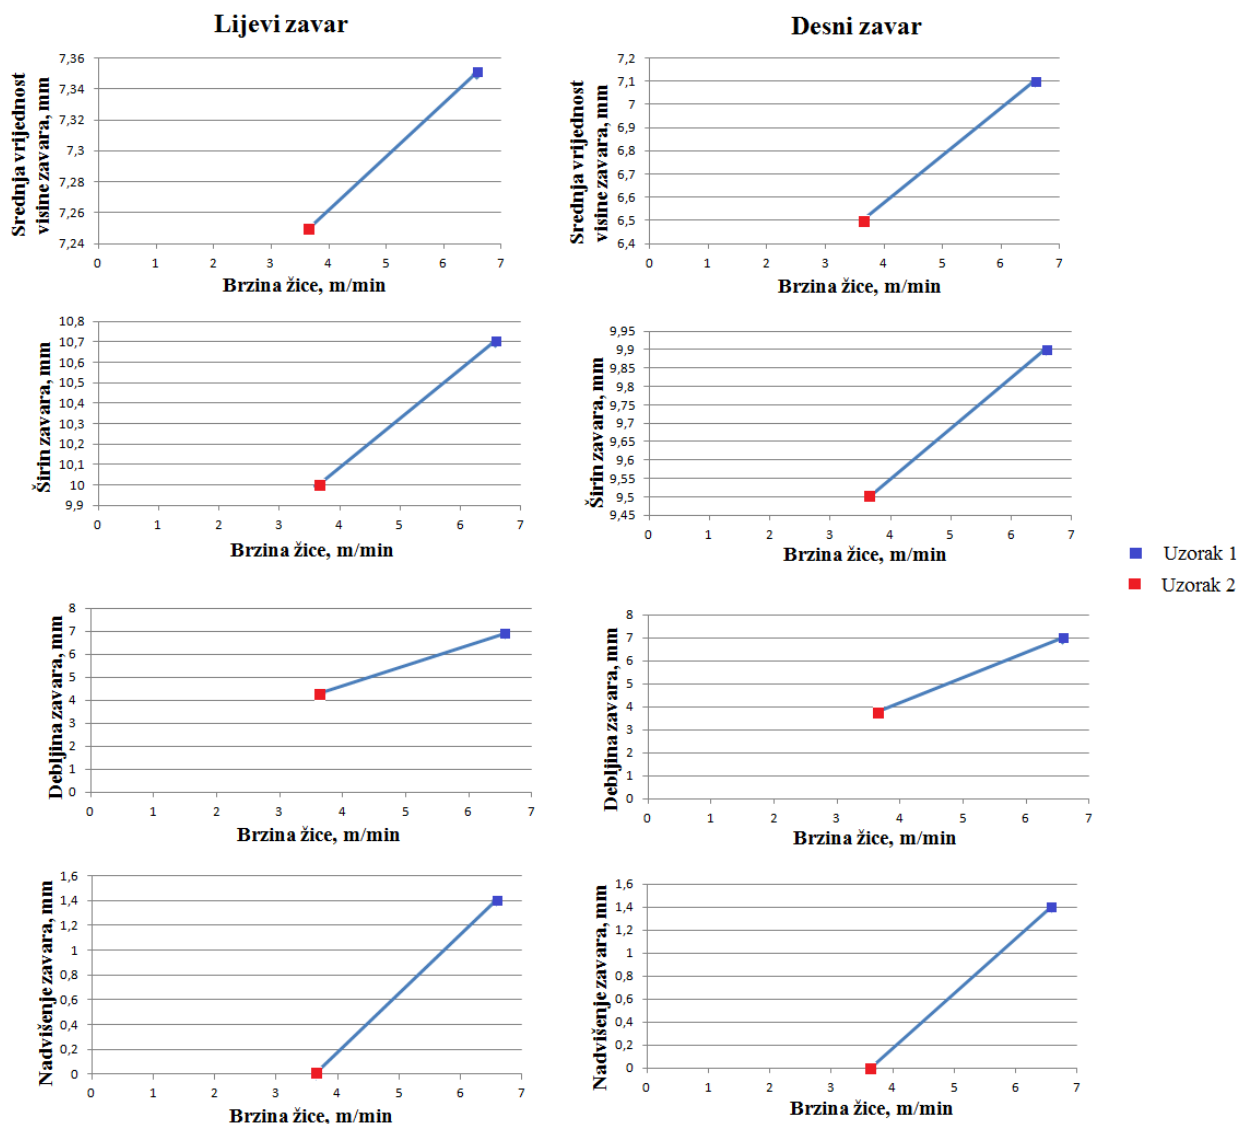 Lijevi zavar
Desni zavar
Srednja vrijednost
visine zavara, mm
7,36
7,34
7,32
7,3
7,28
7,26
7,24
0 1 2 3 4 5 6 7
Brzina žice, m/min
Srednja vrijednost
visine zavara, mm
7,2
7,1
7
6,9
6,8
6,7
6,6
6,5
6,4
0 1 2 3 4 5 6 7
Brzina žice, m/min
Širin zavara, mm
10,8
10,7
10,6
10,5
10,4
10,3
10,2
10,1
10
9,9
0 1 2 3 4 5 6 7
Brzina žice, m/min
Širin zavara, mm
9,95
9,9
9,85
9,8
9,75
9,7
9,65
9,6
9,55
9,5
9,45
0 1 2 3 4 5 6 7
Brzina žice, m/min
Uzorak 1
Uzorak 2
Debljina zavara, mm
8
7
6
5
4
3
2
1
0
0 1 2 3 4 5 6 7
Brzina žice, m/min
Debljina zavara, mm
8
7
6
5
4
3
2
1
0
0 1 2 3 4 5 6 7
Brzina žice, m/min
Nadvišenje zavara, mm
1,6
1,4
1,2
1
0,8
0,6
0,4
0,2
0
0 1 2 3 4 5 6 7
Brzina žice, m/min
Nadvišenje zavara, mm
1,6
1,4
1,2
1
0,8
0,6
0,4
0,2
0
0 1 2 3 4 5 6 7
Brzina žice, m/min